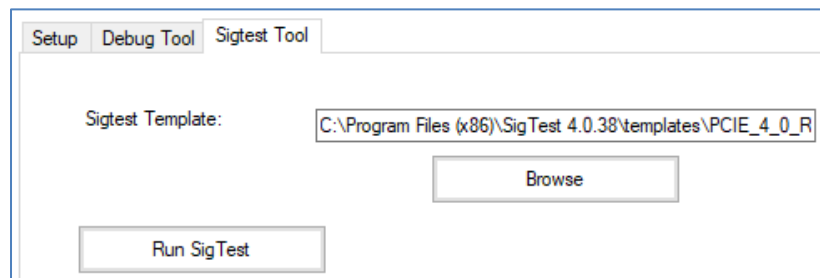 Setup Debug Tool Sigtest Tool
Sigtest Template: C:\Program Files (x86)\SigTest 4.0.38\templates\PCIE_4_0_R
Browse
Run SigTest